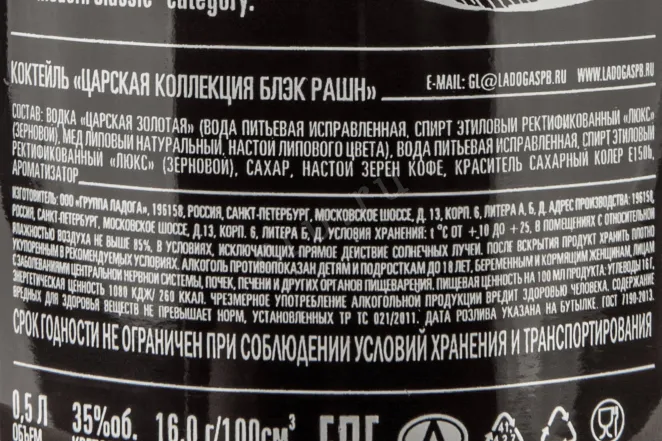 category.
КОКТЕЙЛЬ «ЦАРСКАЯ КОЛЛЕКЦИЯ БЛЭК РАШН» E-MAIL: GL@LADOGASPB.RU WWW.LADOGASPB.RU
СОСТАВ: ВОДКА «ЦАРСКАЯ ЗОЛОТАЯ» (ВОДА ПИТЬЕВАЯ ИСПРАВЛЕННАЯ, СПИРТ ЭТИЛОВЫЙ РЕКТИФИКОВАННЫЙ «ЛЮКС»
(ЗЕРНОВОЙ), МЕД ЛИПОВЫЙ НАТУРАЛЬНЫЙ, НАСТОЙ ЛИПОВОГО ЦВЕТА), ВОДА ПИТЬЕВАЯ ИСПРАВЛЕННАЯ, СПИРТ ЭТИЛОВЫЙ
РЕКТИФИКОВАННЫЙ «ЛЮКС» (ЗЕРНОВОЙ), САХАР, НАСТОЙ ЗЕРЕН КОФЕ, КРАСИТЕЛЬ САХАРНЫЙ КОЛЕР Е150b,
АРОМАТИЗАТОР
ИЗГОТОВИТЕЛЬ: ООО «ГРУППА ЛАДОГА», 196158, РОССИЯ, САНКТ-ПЕТЕРБУРГ, МОСКОВСКОЕ ШОССЕ, Д. 13, КОРП. 6, ЛИТЕРА А, Б, Д. АДРЕС ПРОИЗВОДСТВА: 196158,
РОССИЯ, САНКТ-ПЕТЕРБУРГ, МОСКОВСКОЕ ШОССЕ, Д.13, КОРП. 6, ЛИТЕРА Б, Д. УСЛОВИЯ ХРАНЕНИЯ: t °C ОТ +10 ДО +25, В ПОМЕЩЕНИЯХ С ОТНОСИТЕЛЬНОЙ
ВЛАЖНОСТЬЮ ВОЗДУХА НЕ ВЫШЕ 85%, В УСЛОВИЯХ, ИСКЛЮЧАЮЩИХ ПРЯМОЕ ДЕЙСТВИЕ СОЛНЕЧНЫХ ЛУЧЕЙ. ПОСЛЕ ВСКРЫТИЯ ПРОДУКТ ХРАНИТЬ ПЛОТНО
УКУПОРЕННЫМ В РЕКОМЕНДУЕМЫХ УСЛОВИЯХ. АЛКОГОЛЬ ПРОТИВОПОКАЗАН ДЕТЯМ И ПОДРОСТКАМ ДО 18 ЛЕТ, БЕРЕМЕННЫМ И КОРМЯЩИМ ЖЕНЩИНАМ, ЛИЦАМ
С ЗАБОЛЕВАНИЯМИ ЦЕНТРАЛЬНОЙ НЕРВНОЙ СИСТЕМЫ, ПОЧЕК, ПЕЧЕНИ И ДРУГИХ ОРГАНОВ ПИЩЕВАРЕНИЯ. ПИЩЕВАЯ ЦЕННОСТЬ НА 100 МЛ ПРОДУКТА: УГЛЕВОДЫ 16 Г,
ЭНЕРГЕТИЧЕСКАЯ ЦЕННОСТЬ 1080 КДЖ/ 260 ККАЛ. ЧРЕЗМЕРНОЕ УПОТРЕБЛЕНИЕ АЛКОГОЛЬНОЙ ПРОДУКЦИИ ВРЕДИТ ЗДОРОВЬЮ ЧЕЛОВЕКА. СОДЕРЖАНИЕ
ВРЕДНЫХ ДЛЯ ЗДОРОВЬЯ ВЕЩЕСТВ НЕ ПРЕВЫШАЕТ НОРМ, УСТАНОВЛЕННЫХ ТР ТС 021/2011. ДАТА РОЗЛИВА УКАЗАНА НА БУТЫЛКЕ. ГОСТ 7190-2013.
СРОК ГОДНОСТИ НЕ ОГРАНИЧЕН ПРИ СОБЛЮДЕНИИ УСЛОВИЙ ХРАНЕНИЯ И ТРАНСПОРТИРОВАНИЯ
0,5 Л 35%об. 16,0 г/100см³
ОБЪЕМ